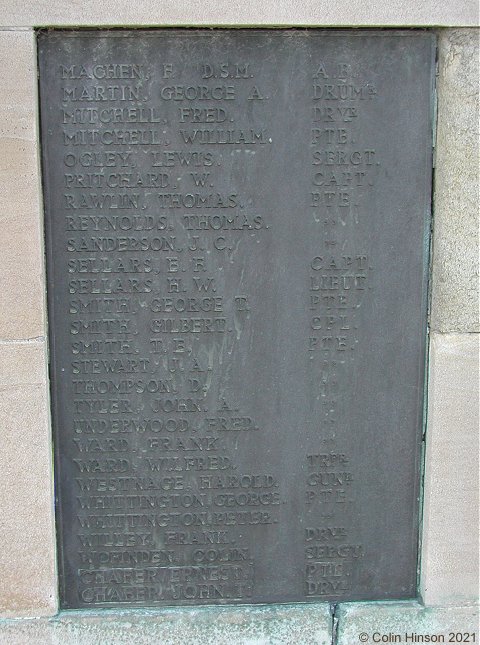 MACHEN, F. D.S.M. A.B.
MARTIN, GEORGE A. DRUMR
MITCHELL, FRED. DRVR
MITCHELL, WILLIAM. PTE.
OGLEY, LEWIS. SERGT.
PRITCHARD, W. CAPT.
RAWLIN, THOMAS. PTE.
REYNOLDS, THOMAS. "
SANDERSON, J. C. "
SELLARS, E. F. CAPT.
SELLARS, H. W. LIEUT.
SMITH, GEORGE T. PTE.
SMITH, GILBERT. CPL.
SMITH, T. E. PTE.
STEWART, J. A. "
THOMPSON, D. "
TYLER, JOHN. A. "
UNDERWOOD, FRED. "
WARD, FRANK. "
WARD, WILFRED. TRPR
WESTNAGE, HAROLD. GUNR
WHITTINGTON, GEORGE. PTE.
WHITTINGTON, PETER. "
WILLEY, FRANK. DRVR
WOFINDEN, COLIN. SERGT.
CHAFER, ERNEST. PTE.
CHAFER, JOHN. T. DRVR
© Colin Hinson 2021